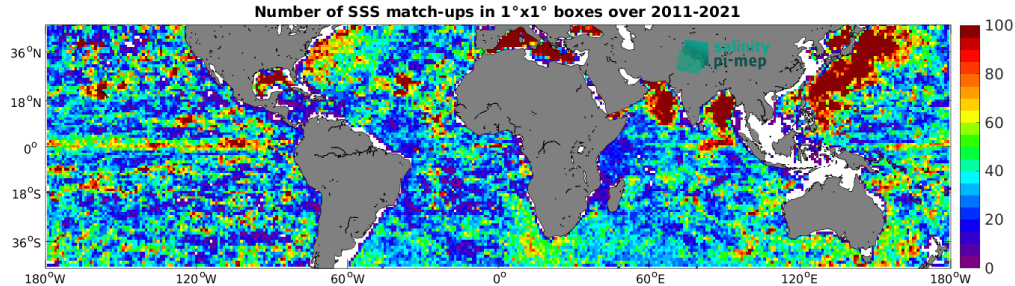 Number of SSS match-ups in 1°x1° boxes over 2011-2021
36°N
18°N
0°
18°S
36°S
180°W
120°W
60°W
0°
60°E
120°E
180°W
100
80
60
40
20
0
salinity
pi-mep